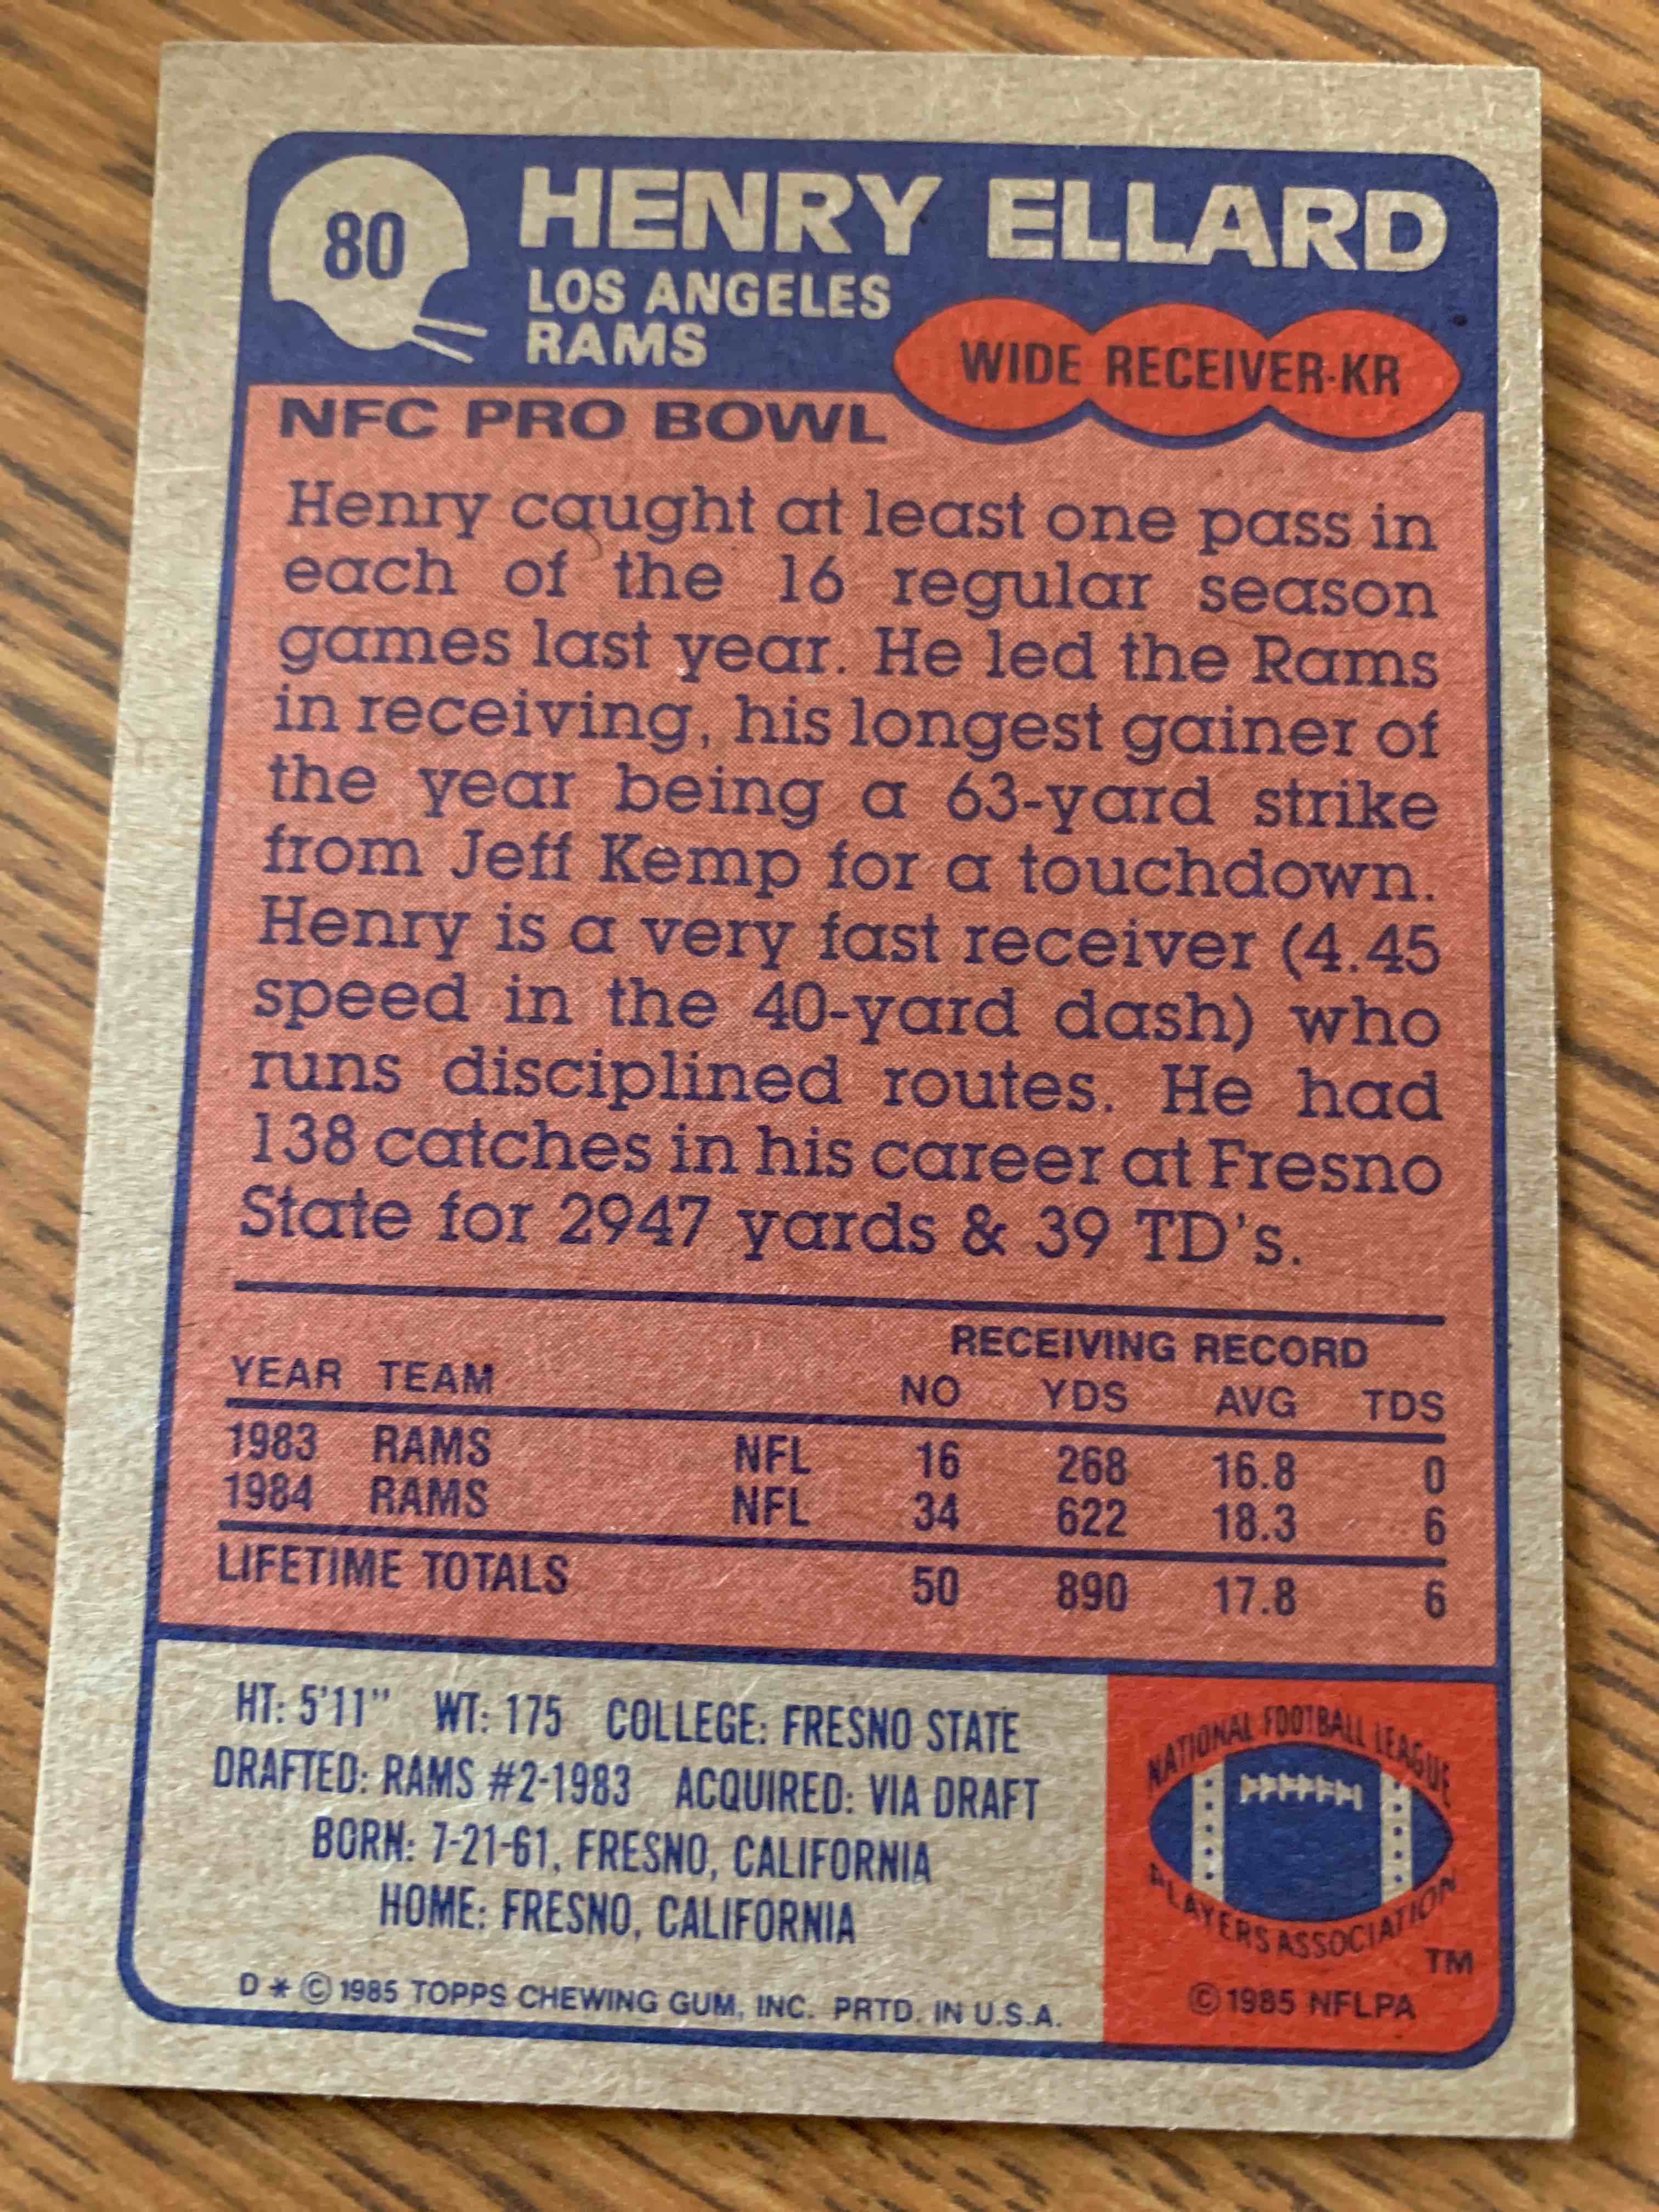 80
HENRY ELLARD
LOS ANGELES
RAMS
WIDE RECEIVER-KR
NFC PRO BOWL
Henry caught at least one pass in
each of the 16 regular season
games last year. He led the Rams
in receiving, his longest gainer of
the year being a 63-yard strike
from Jeff Kemp for a touchdown.
Henry is a very fast receiver (4.45
speed in the 40-yard dash) who
runs disciplined routes. He had
138 catches in his career at Fresno
State for 2947 yards & 39 TD's.
RECEIVING RECORD
YEAR TEAM NO YDS AVG TDS
1983 RAMS NFL 16 268 16.8 0
1984 RAMS NFL 34 622 18.3 6
LIFETIME TOTALS 50 890 17.8 6
HT: 5'11" WT: 175 COLLEGE: FRESNO STATE
DRAFTED: RAMS #2-1983 ACQUIRED: VIA DRAFT
BORN: 7-21-61, FRESNO, CALIFORNIA
HOME: FRESNO, CALIFORNIA
D * © 1985 TOPPS CHEWING GUM, INC. PRTD. IN U.S.A.
NATIONAL FOOTBALL LEAGUE
PLAYERS ASSOCIATION
TM
© 1985 NFLPA